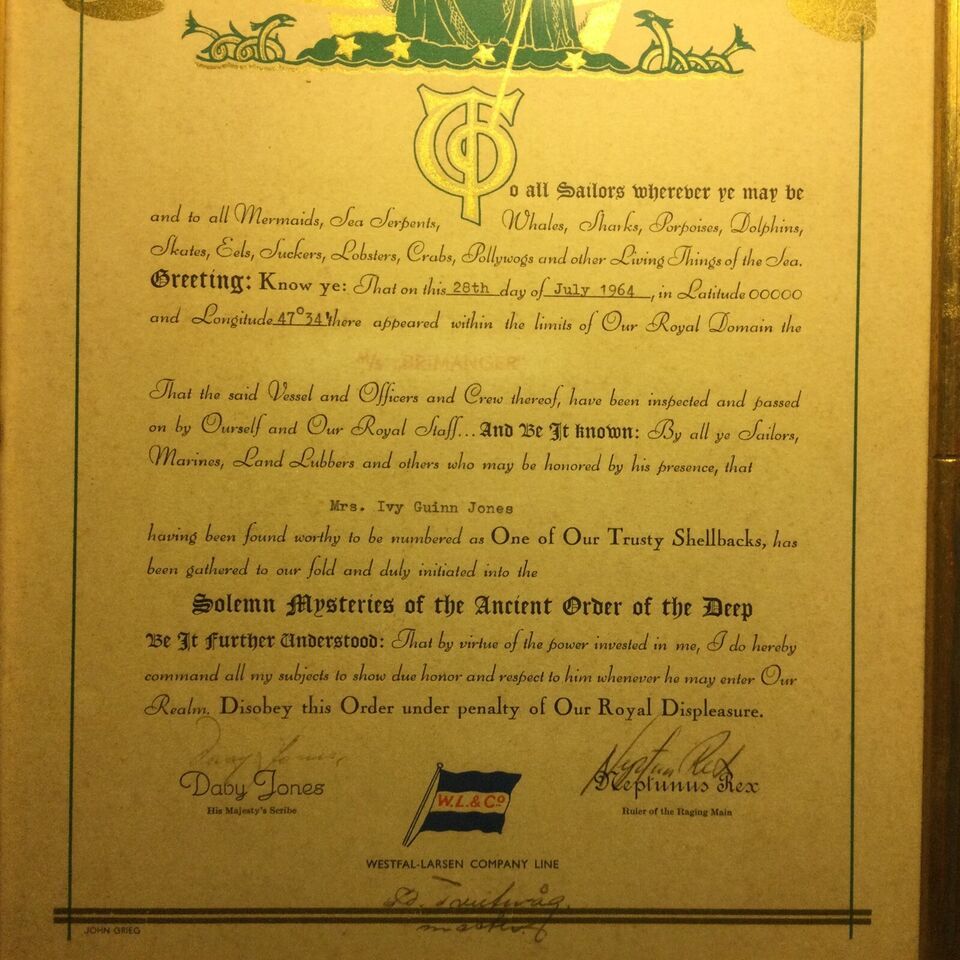 To all Sailors wherever ye may be
and to all Mermaids, Sea Serpents, Whales, Sharks, Porpoises, Dolphins,
Skates, Eels, Suckers, Lobsters, Crabs, Pollywogs and other Living Things of the Sea.
Greeting: Know ye: That on this 28th day of July 1964, in Latitude 00000
and Longitude 47°34' there appeared within the limits of Our Royal Domain the
M/S "BRIMANGER"
That the said Vessel and Officers and Crew thereof, have been inspected and passed
on by Ourself and Our Royal Staff... And Be It known: By all ye Sailors,
Marines, Land Lubbers and others who may be honored by his presence, that
Mrs. Ivy Guinn Jones
having been found worthy to be numbered as One of Our Trusty Shellbacks, has
been gathered to our fold and duly initiated into the
Solemn Mysteries of the Ancient Order of the Deep
Be It Further Understood: That by virtue of the power invested in me, I do hereby
command all my subjects to show due honor and respect to him whenever he may enter Our
Realm. Disobey this Order under penalty of Our Royal Displeasure.
Davy Jones, Neptun Rex
Daby Jones Neptunus Rex
His Majesty's Scribe Ruler of the Raging Main
W.L.& Co
WESTFAL-LARSEN COMPANY LINE
master
JOHN GRIEG